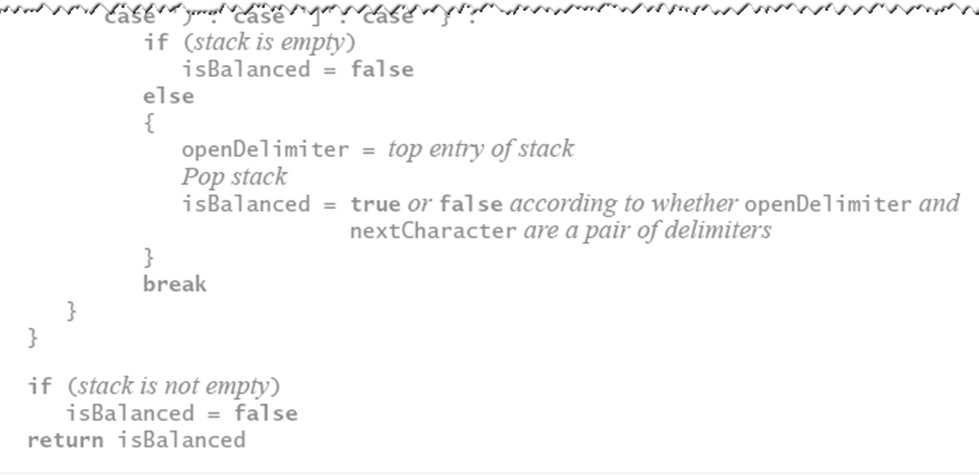 case ')' : case ']' : case '}' :
if (stack is empty)
isBalanced = false
else
{
openDelimiter = top entry of stack
Pop stack
isBalanced = true or false according to whether openDelimiter and
nextCharacter are a pair of delimiters
}
break
}
}
if (stack is not empty)
isBalanced = false
return isBalanced